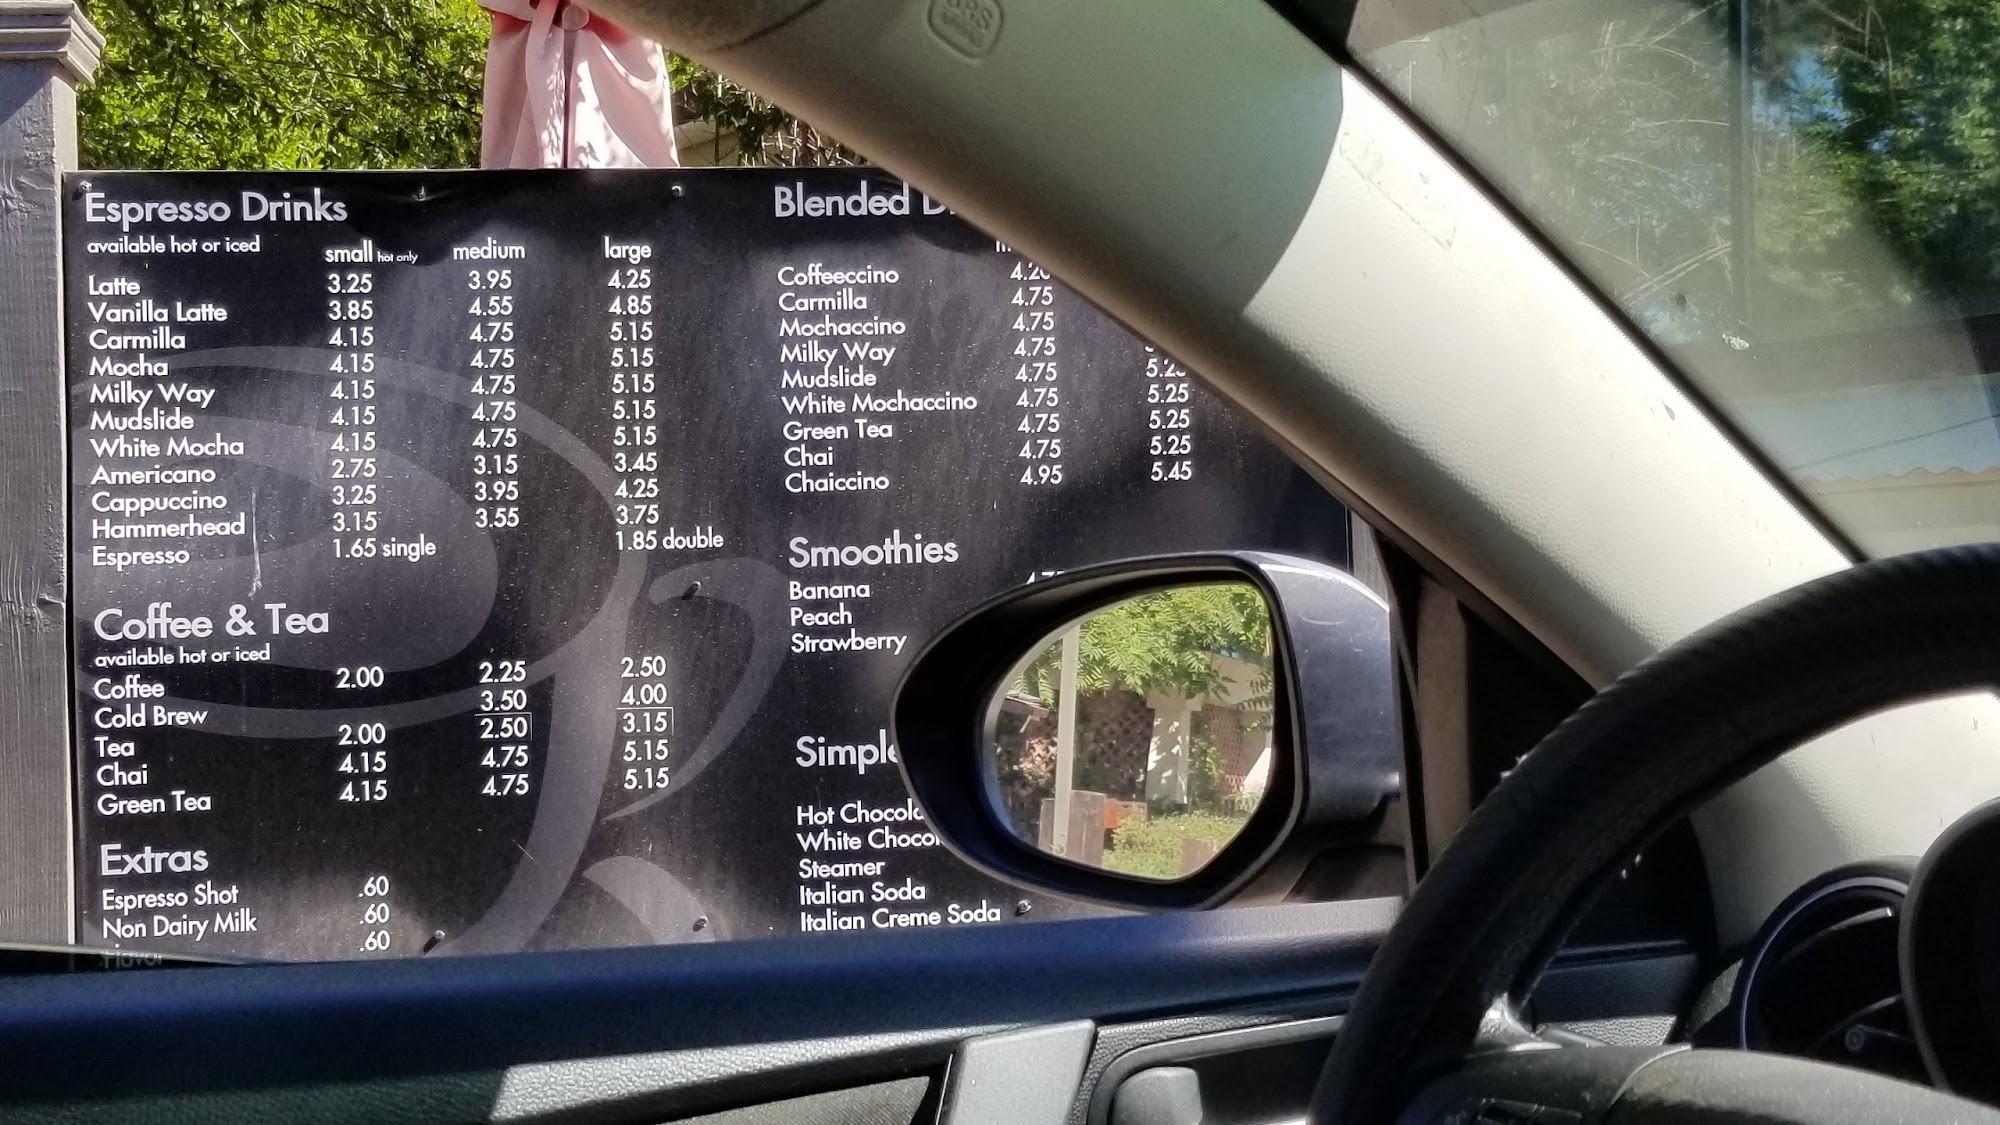 Espresso Drinks
available hot or iced
small hot only medium large
Latte 3.25 3.95 4.25
Vanilla Latte 3.85 4.55 4.85
Carmilla 4.15 4.75 5.15
Mocha 4.15 4.75 5.15
Milky Way 4.15 4.75 5.15
Mudslide 4.15 4.75 5.15
White Mocha 4.15 4.75 5.15
Americano 2.75 3.15 3.45
Cappuccino 3.25 3.95 4.25
Hammerhead 3.15 3.55 3.75
Espresso 1.65 single 1.85 double
Coffee & Tea
available hot or iced
Coffee 2.00 2.25 2.50
Cold Brew 3.50 4.00
Tea 2.00 2.50 3.15
Chai 4.15 4.75 5.15
Green Tea 4.15 4.75 5.15
Extras
Espresso Shot .60
Non Dairy Milk .60
Flavor .60
Blended
Coffeeccino 4.20
Carmilla 4.75
Mochaccino 4.75
Milky Way 4.75
Mudslide 4.75 5.25
White Mochaccino 4.75 5.25
Green Tea 4.75 5.25
Chai 4.75 5.25
Chaiccino 4.95 5.45
Smoothies
Banana
Peach
Strawberry
Simple
Hot
White
Steamer
Italian Soda
Italian Creme Soda
SRS